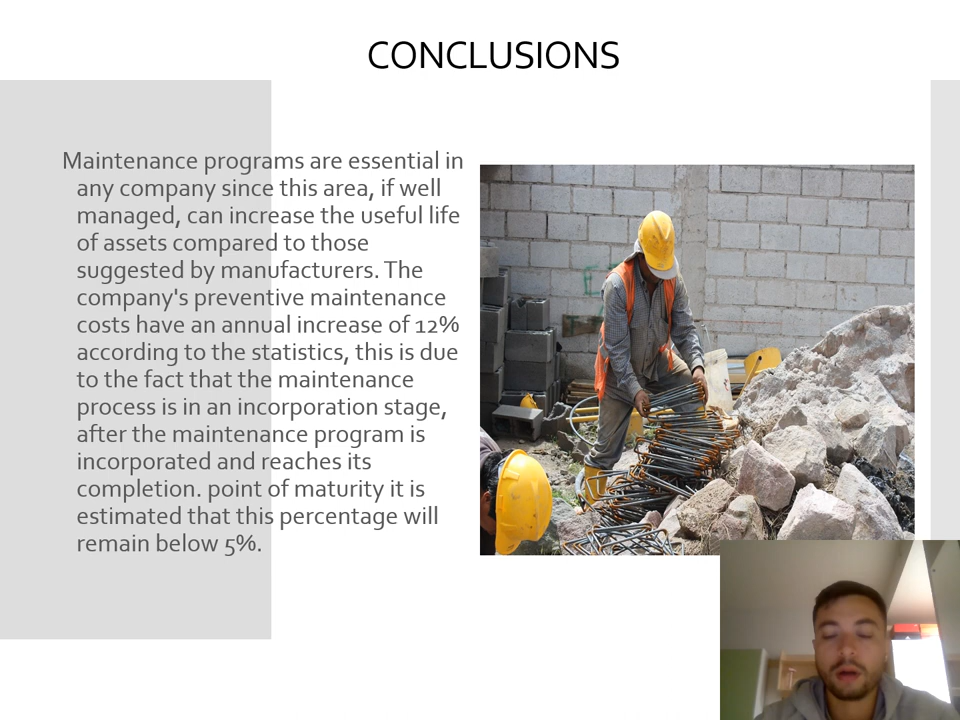 CONCLUSIONS
Maintenance programs are essential in
any company since this area, if well
managed, can increase the useful life
of assets compared to those
suggested by manufacturers. The
company's preventive maintenance
costs have an annual increase of 12%
according to the statistics, this is due
to the fact that the maintenance
process is in an incorporation stage,
after the maintenance program is
incorporated and reaches its
completion. point of maturity it is
estimated that this percentage will
remain below 5%.